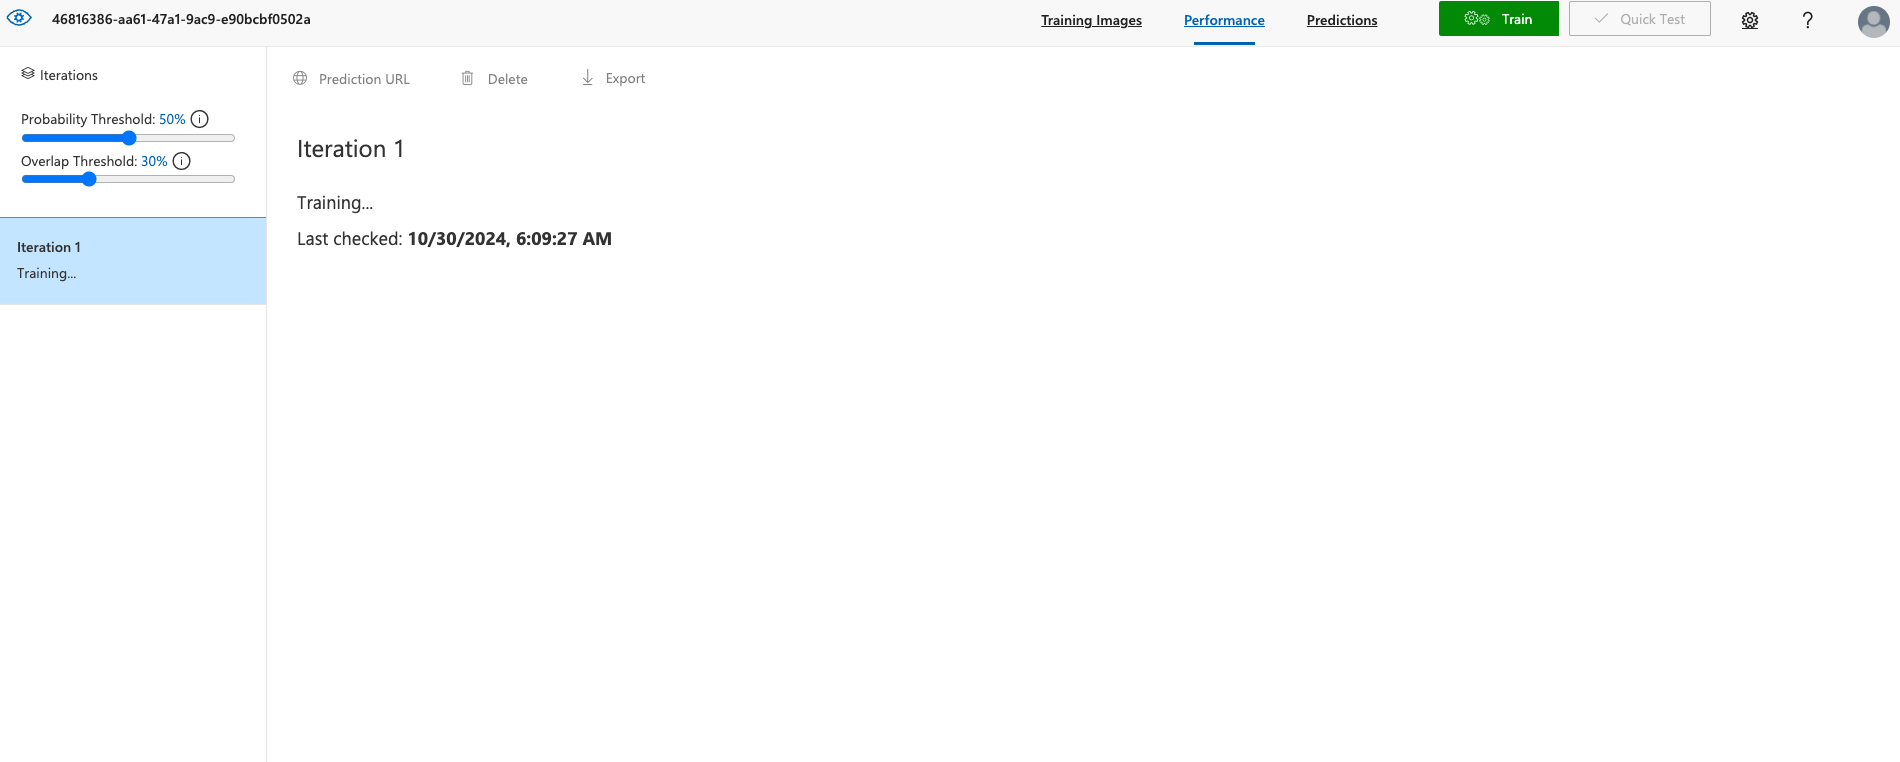 46816386-aa61-47a1-9ac9-e90bcbf0502a
Training Images
Performance
Predictions
Train
Quick Test
?
Iterations
Probability Threshold: 50% i
Overlap Threshold: 30% i
Iteration 1
Training...
Prediction URL
Delete
Export
Iteration 1
Training...
Last checked: 10/30/2024, 6:09:27 AM